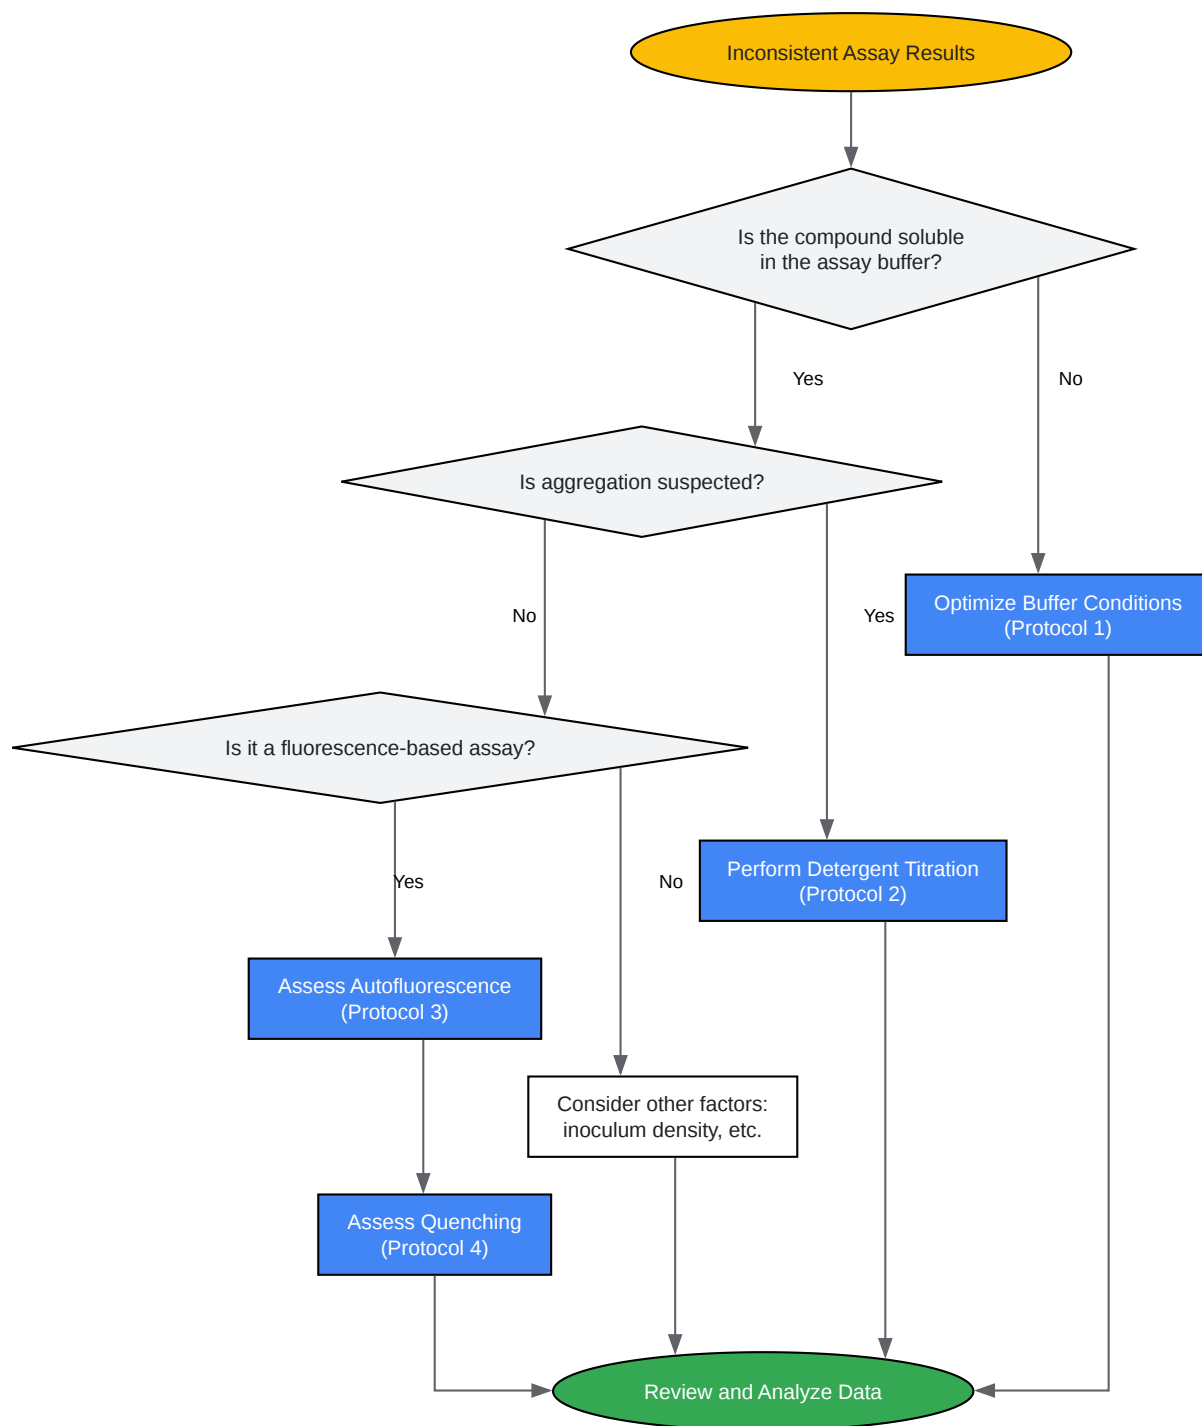 Inconsistent Assay Results
Is the compound soluble
in the assay buffer?
Yes
No
Is aggregation suspected?
No
Yes
Optimize Buffer Conditions
(Protocol 1)
Is it a fluorescence-based assay?
Yes
No
Perform Detergent Titration
(Protocol 2)
Assess Autofluorescence
(Protocol 3)
Consider other factors:
inoculum density, etc.
Assess Quenching
(Protocol 4)
Review and Analyze Data